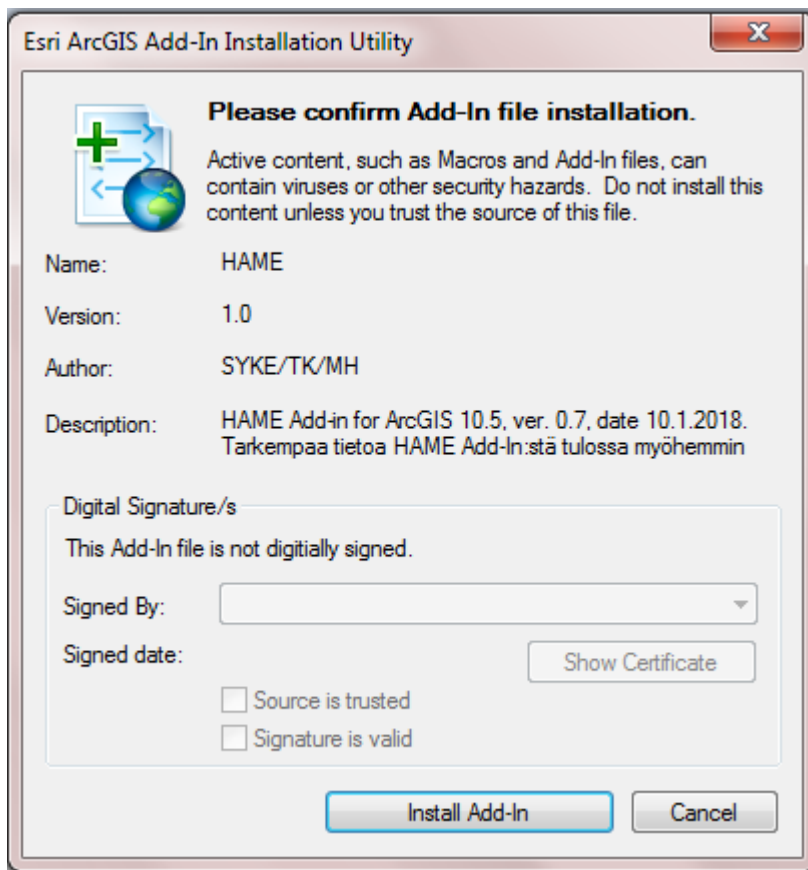 Esri ArcGIS Add-In Installation Utility
Please confirm Add-In file installation.
Active content, such as Macros and Add-In files, can
contain viruses or other security hazards.  Do not install this
content unless you trust the source of this file.
Name: HAME
Version: 1.0
Author: SYKE/TK/MH
Description: HAME Add-in for ArcGIS 10.5, ver. 0.7, date 10.1.2018.
Tarkempaa tietoa HAME Add-In:stä tulossa myöhemmin
Digital Signature/s
This Add-In file is not digitially signed.
Signed By:
Signed date:
Show Certificate
Source is trusted
Signature is valid
Install Add-In
Cancel